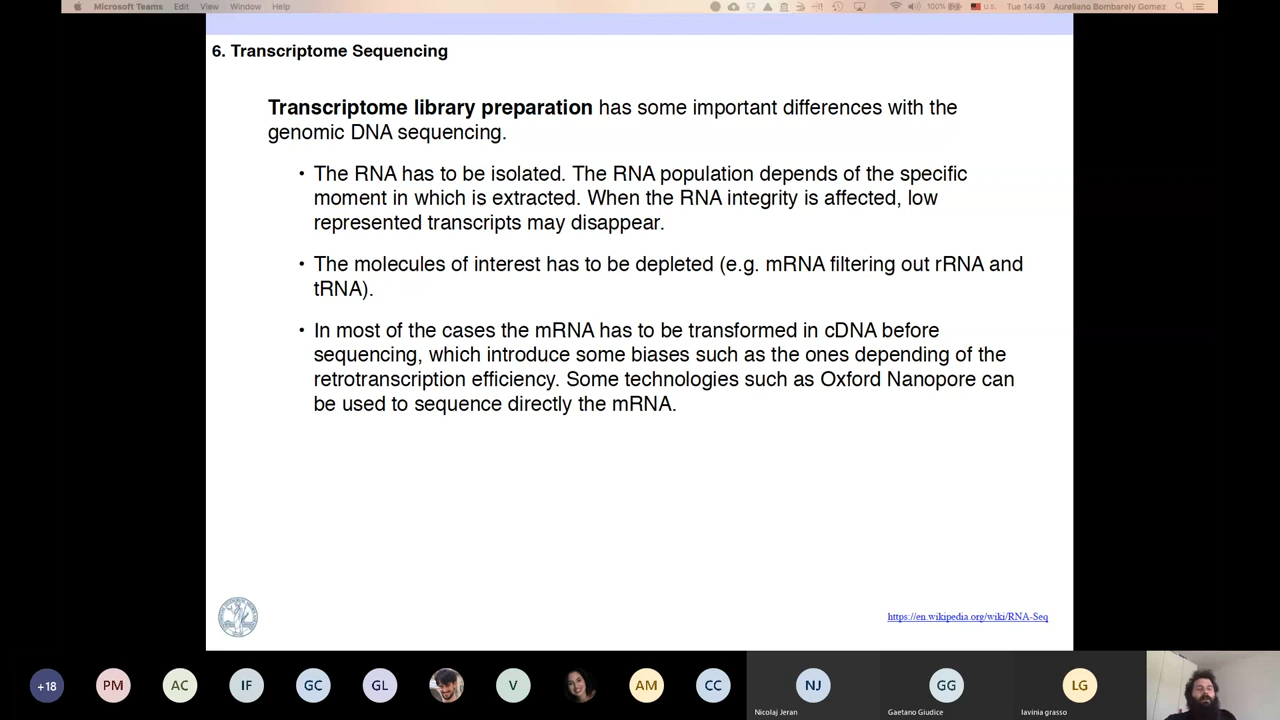 Microsoft Teams Edit View Window Help 100% U.S. Tue 14:49 Aureliano Bombarely Gomez
6. Transcriptome Sequencing
Transcriptome library preparation has some important differences with the
genomic DNA sequencing.
• The RNA has to be isolated. The RNA population depends of the specific
moment in which is extracted. When the RNA integrity is affected, low
represented transcripts may disappear.
• The molecules of interest has to be depleted (e.g. mRNA filtering out rRNA and
tRNA).
• In most of the cases the mRNA has to be transformed in cDNA before
sequencing, which introduce some biases such as the ones depending of the
retrotranscription efficiency. Some technologies such as Oxford Nanopore can
be used to sequence directly the mRNA.
https://en.wikipedia.org/wiki/RNA-Seq
+18 PM AC IF GC GL V AM CC NJ GG LG
Nicolaj Jeran Gaetano Giudice lavinia grasso